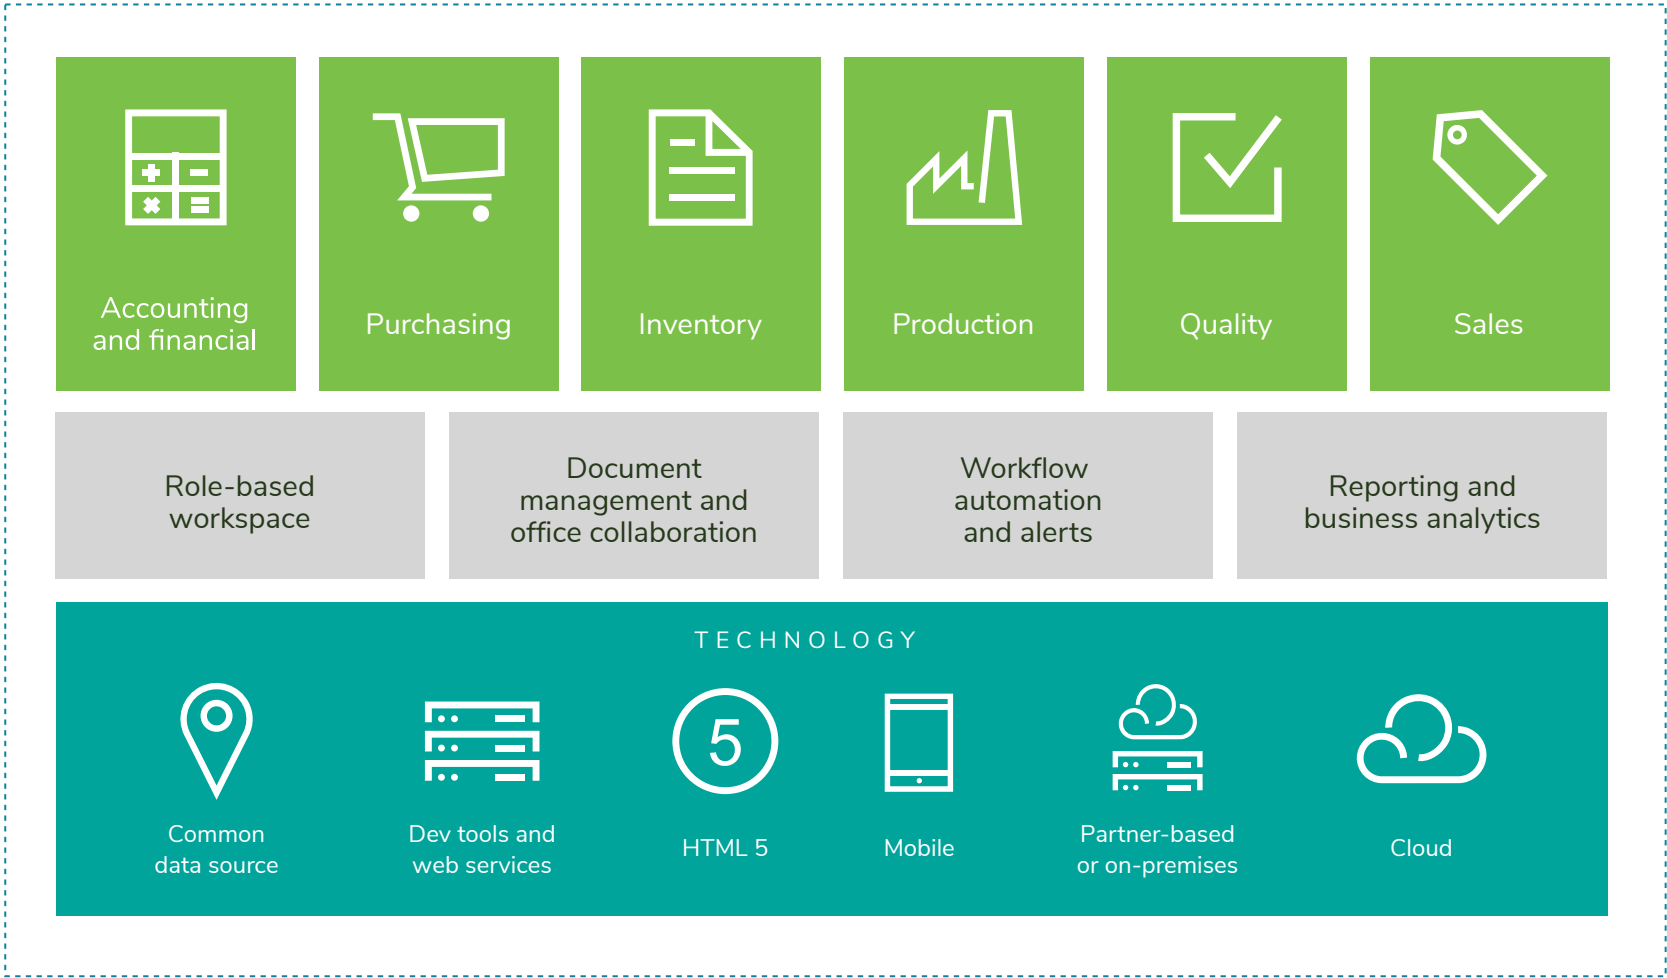 Accounting
and financial
Purchasing
Inventory
Production
Quality
Sales
Role-based
workspace
Document
management and
office collaboration
Workflow
automation
and alerts
Reporting and
business analytics
TECHNOLOGY
5
Common
data source
Dev tools and
web services
HTML 5
Mobile
Partner-based
or on-premises
Cloud